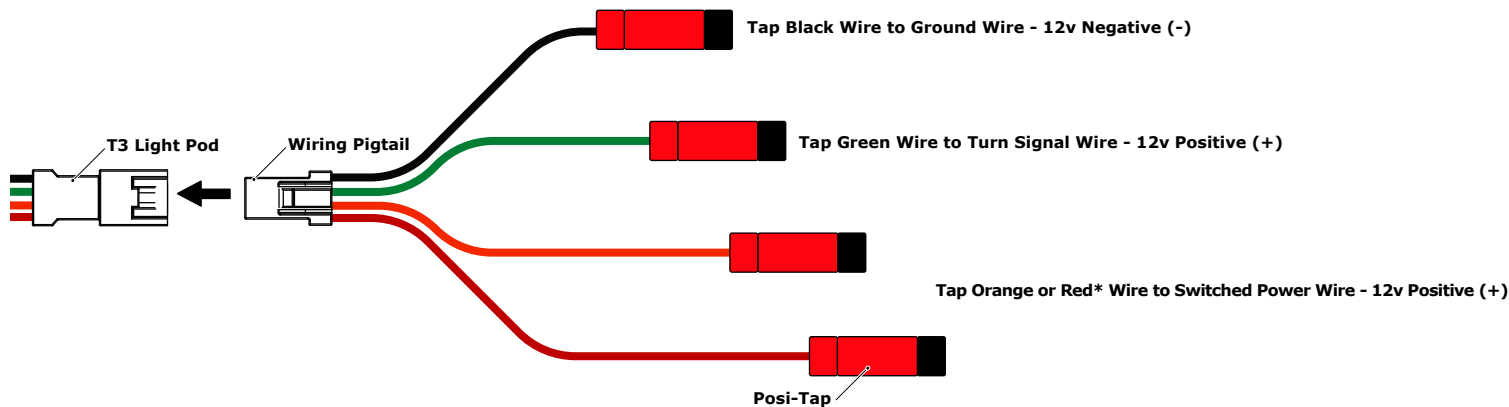 Tap Black Wire to Ground Wire - 12v Negative (-)
T3 Light Pod
Wiring Pigtail
Tap Green Wire to Turn Signal Wire - 12v Positive (+)
Tap Orange or Red* Wire to Switched Power Wire - 12v Positive (+)
Posi-Tap